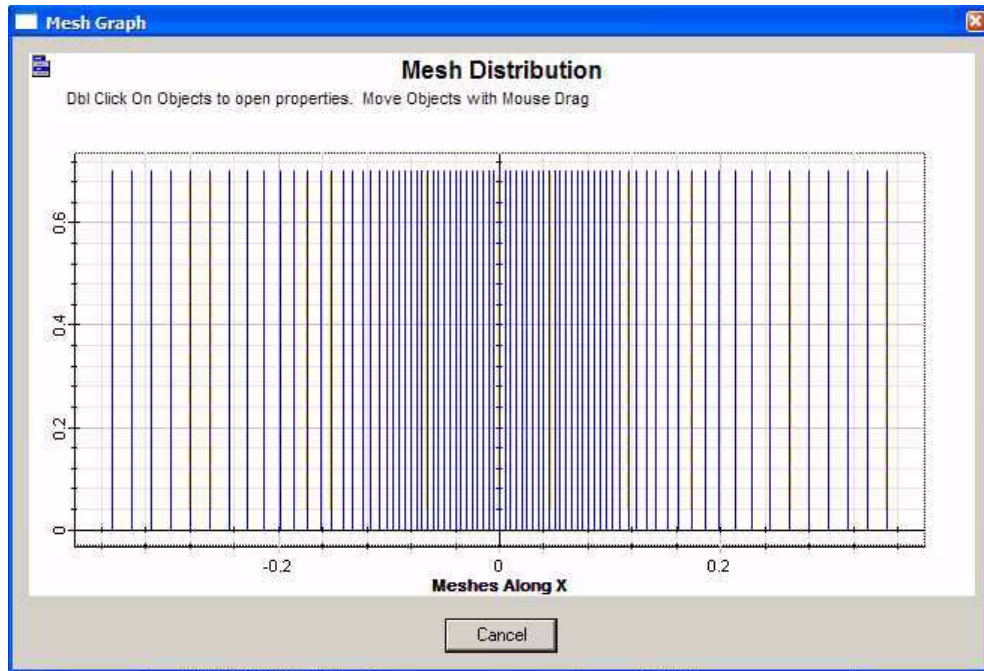 Mesh Graph
Mesh Distribution
Dbl Click On Objects to open properties. Move Objects with Mouse Drag
0.6
0.4
0.2
0
-0.2 0 0.2
Meshes Along X
Cancel